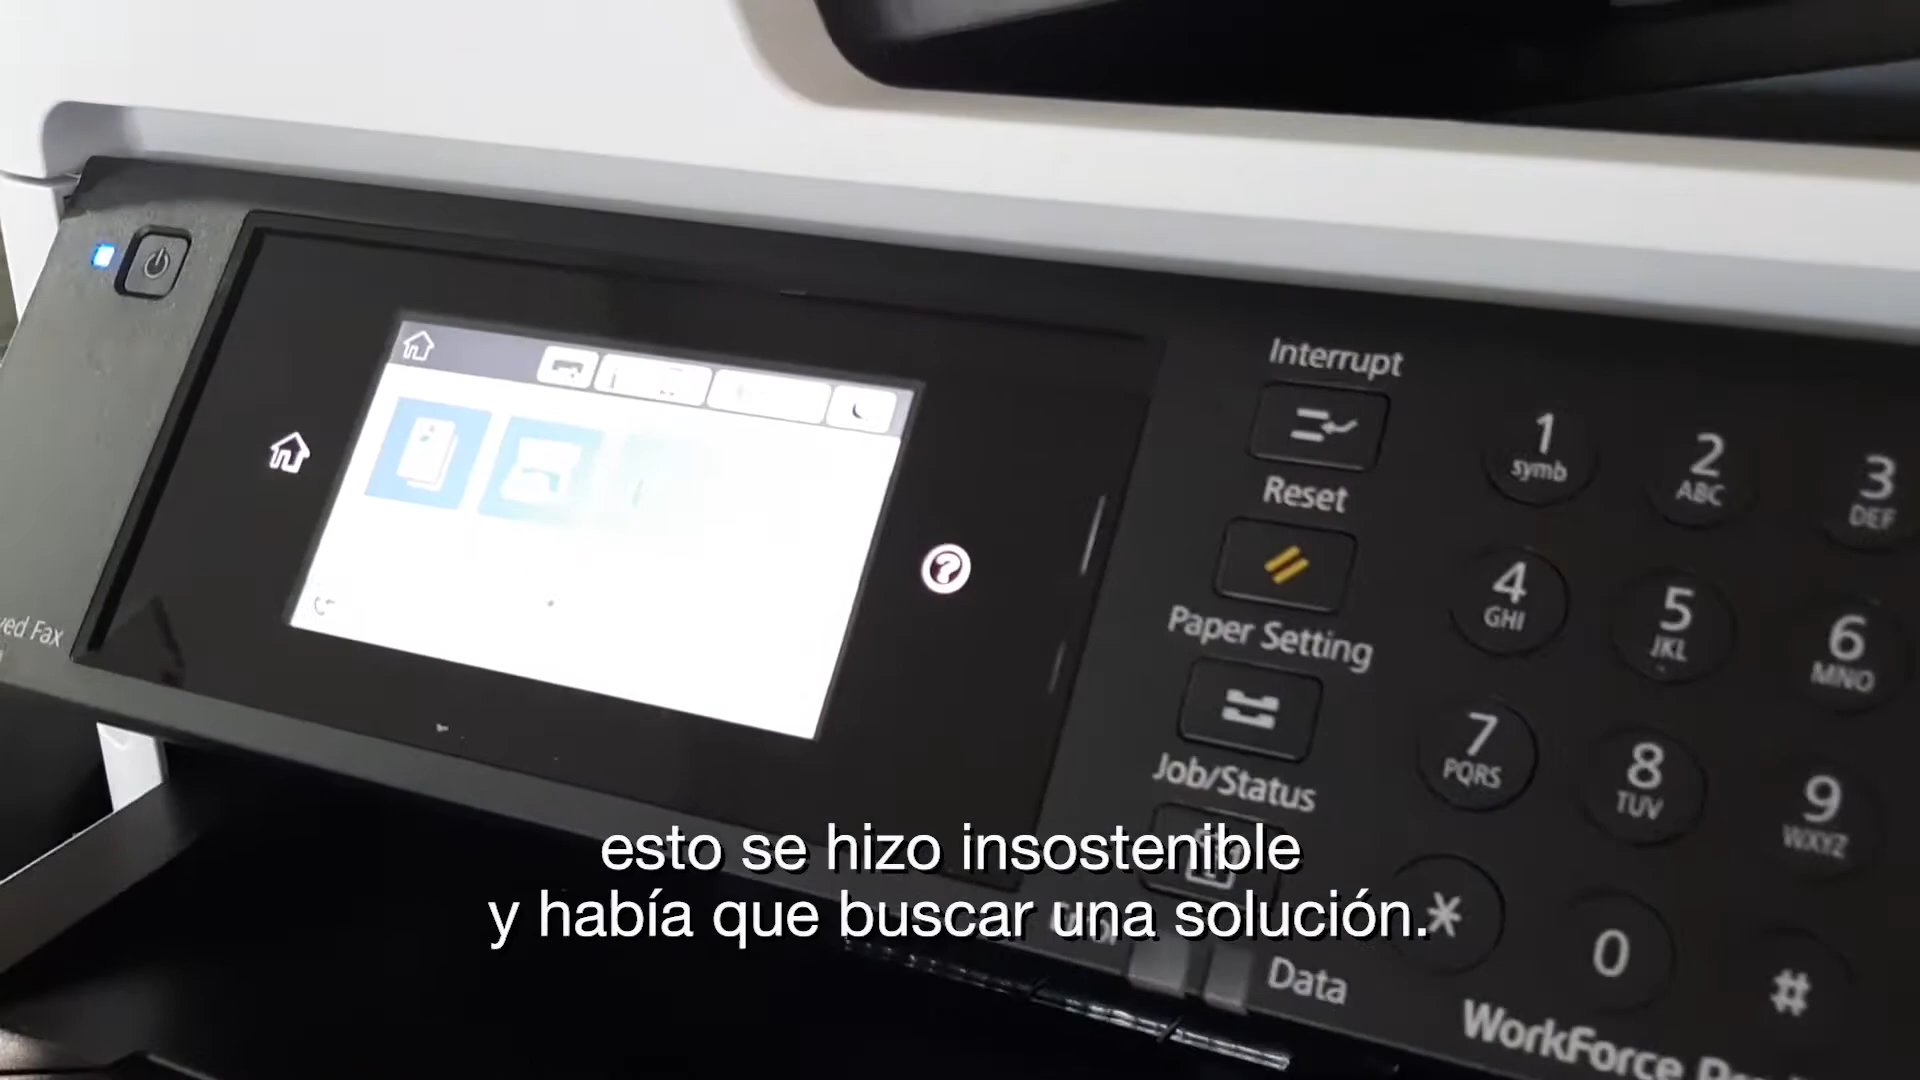 Interrupt
1
symb
2
ABC
3
DEF
Reset
4
GHI
5
JKL
6
MNO
Paper Setting
7
PQRS
8
TUV
9
WXYZ
Job/Status
*
0
#
Data
Fax
WorkForce
esto se hizo insostenible
y había que buscar una solución.